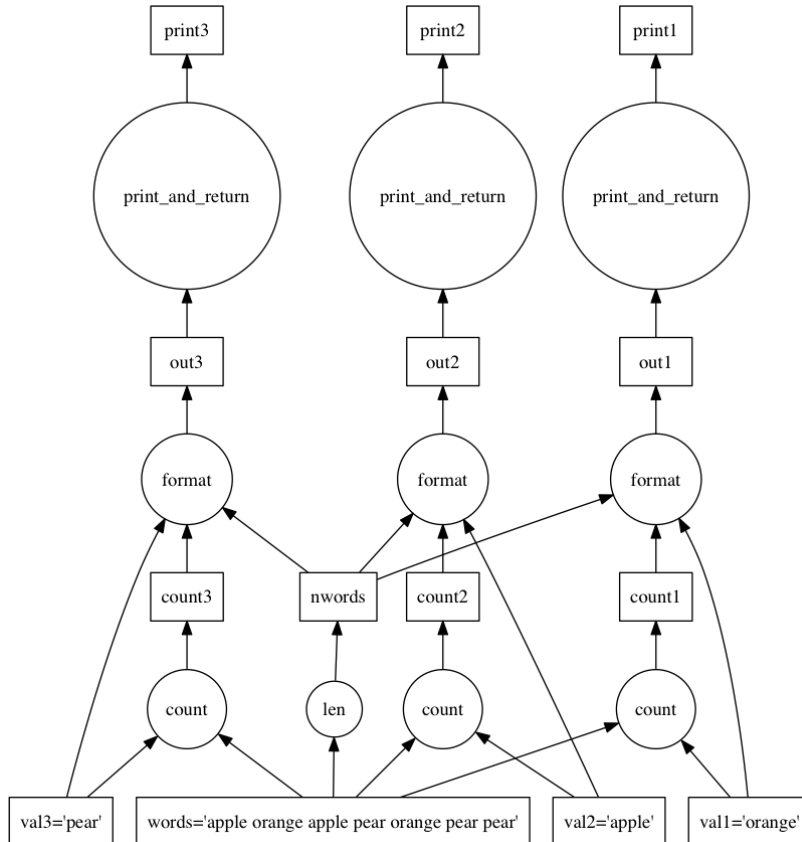 print3
print2
print1
print_and_return
print_and_return
print_and_return
out3
out2
out1
format
format
format
count3
nwords
count2
count1
count
len
count
count
val3='pear'
words='apple orange apple pear orange pear pear'
val2='apple'
val1='orange'